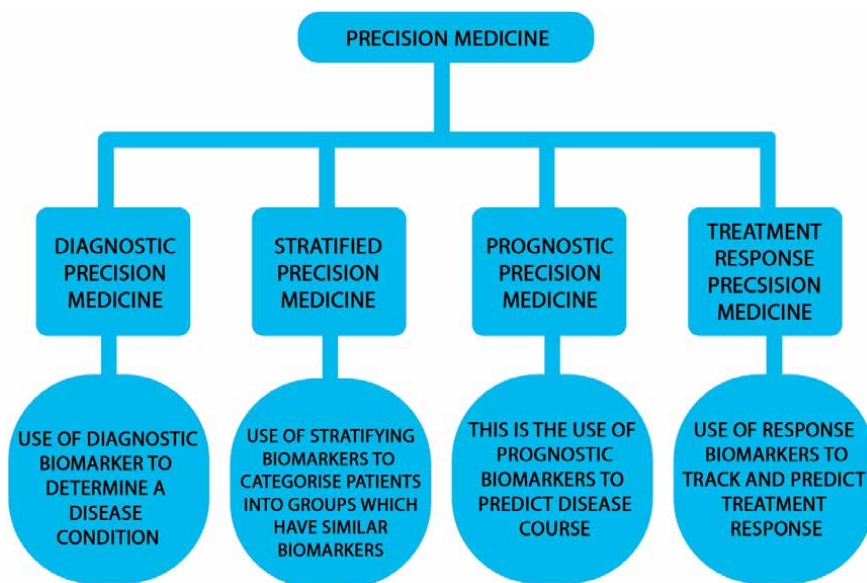 PRECISION MEDICINE
DIAGNOSTIC
PRECISION
MEDICINE
STRATIFIED
PRECISION
MEDICINE
PROGNOSTIC
PRECISION
MEDICINE
TREATMENT
RESPONSE
PRECSISION
MEDICINE
USE OF DIAGNOSTIC
BIOMARKER TO
DETERMINE A
DISEASE
CONDITION
USE OF STRATIFYING
BIOMARKERS TO
CATEGORISE PATIENTS
INTO GROUPS WHICH
HAVE SIMILAR
BIOMARKERS
THIS IS THE USE OF
PROGNOSTIC
BIOMARKERS TO
PREDICT DISEASE
COURSE
USE OF RESPONSE
BIOMARKERS TO
TRACK AND PREDICT
TREATMENT
RESPONSE